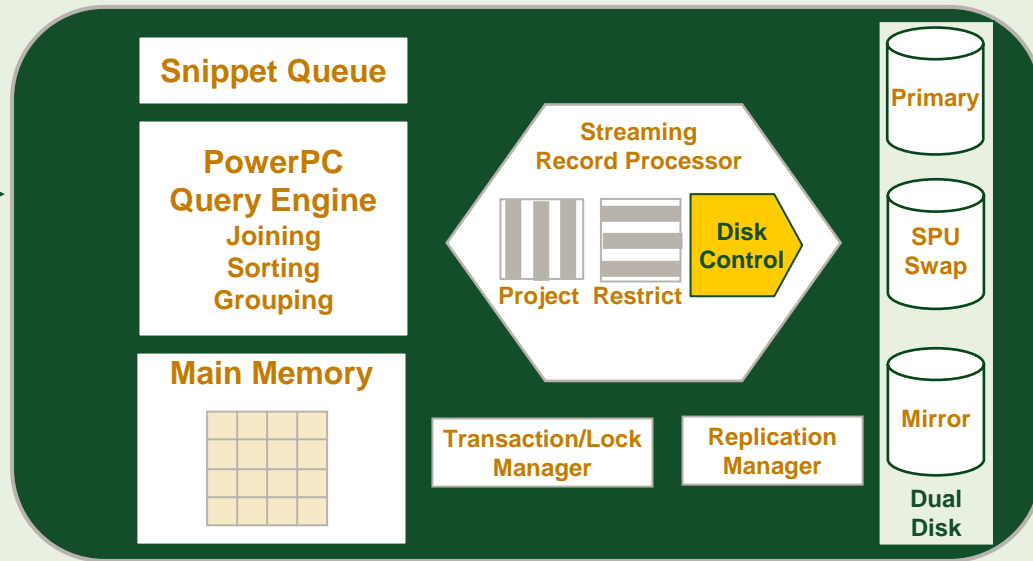 Snippet Queue
PowerPC
Query Engine
Joining
Sorting
Grouping
Main Memory
Streaming
Record Processor
Project
Restrict
Disk
Control
Transaction/Lock
Manager
Replication
Manager
Primary
SPU
Swap
Mirror
Dual
Disk